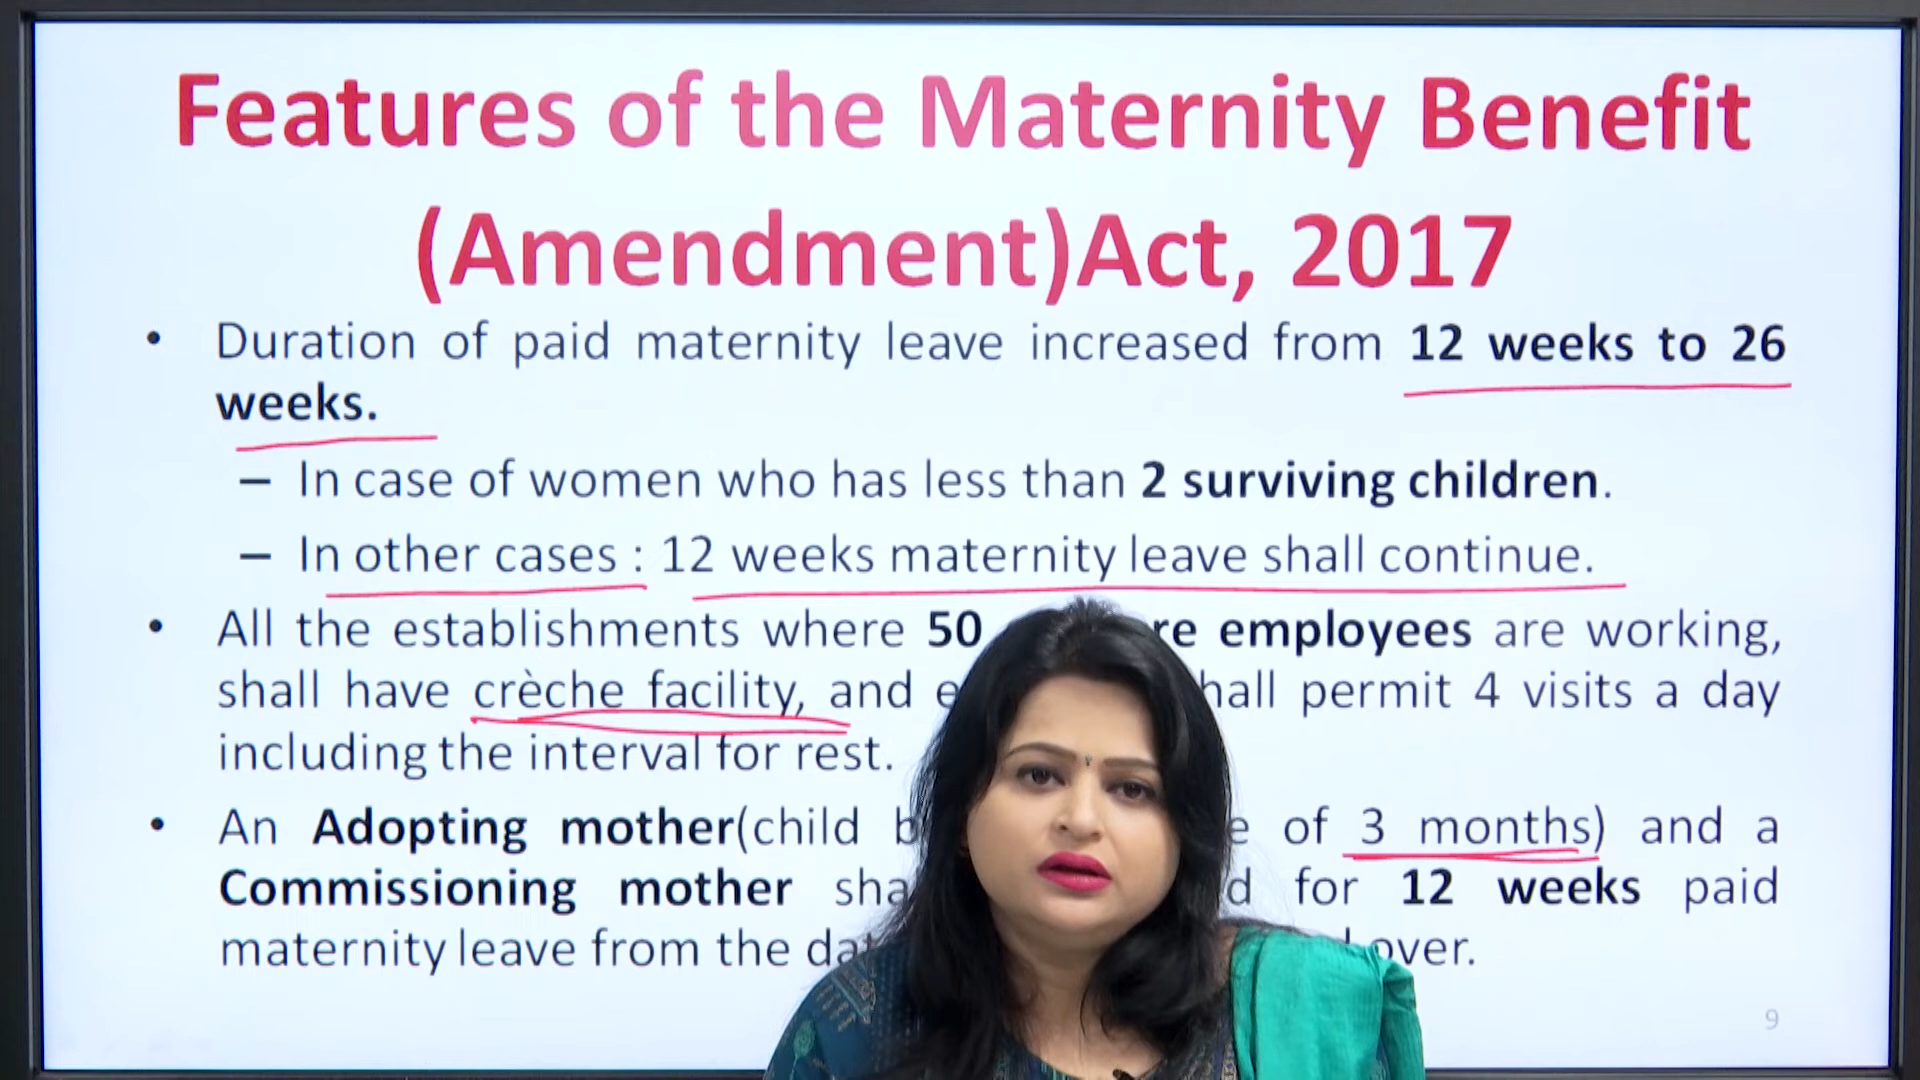 Features of the Maternity Benefit
(Amendment)Act, 2017
• Duration of paid maternity leave increased from 12 weeks to 26
weeks.
– In case of women who has less than 2 surviving children.
– In other cases : 12 weeks maternity leave shall continue.
• All the establishments where 50 employees are working,
shall have crèche facility, and permit 4 visits a day
including the interval for rest.
• An Adopting mother(child of 3 months) and a
Commissioning mother for 12 weeks paid
maternity leave from the over.
9